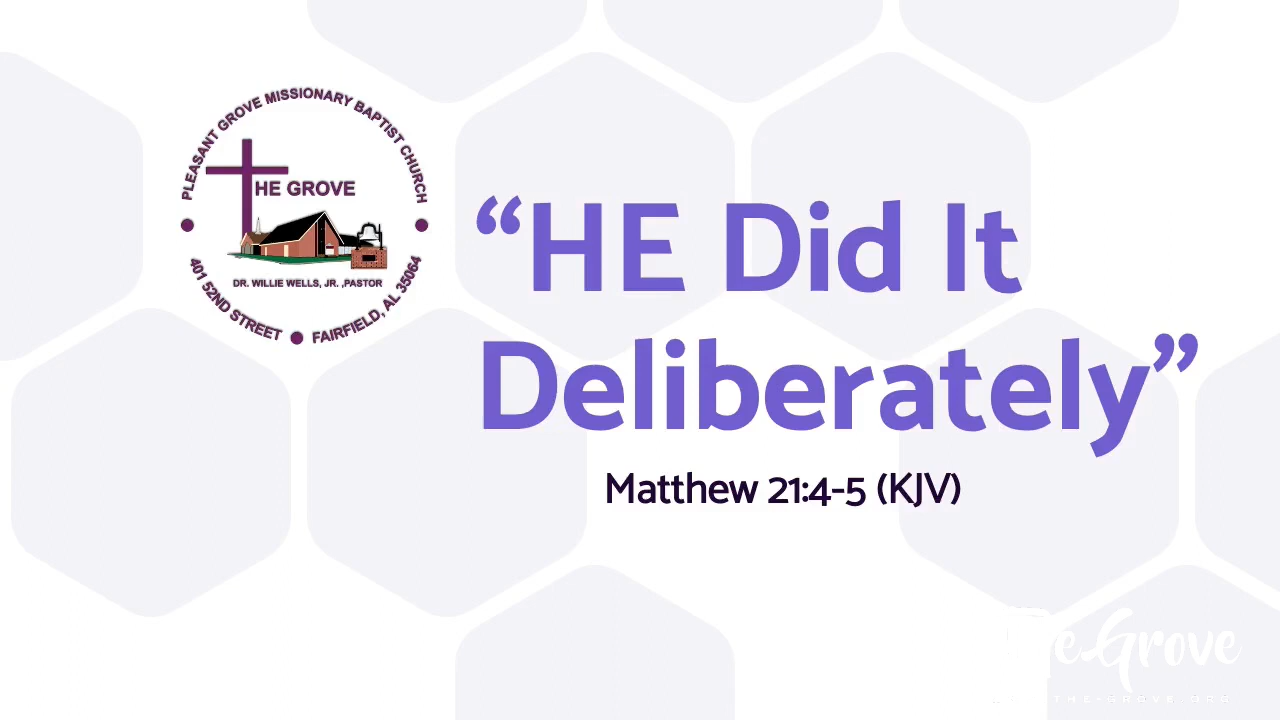 PLEASANT GROVE MISSIONARY BAPTIST CHURCH
THE GROVE
DR. WILLIE WELLS, JR. ,PASTOR
401 52ND STREET • FAIRFIELD, AL 35064
“HE Did It
Deliberately”
Matthew 21:4-5 (KJV)
Grove